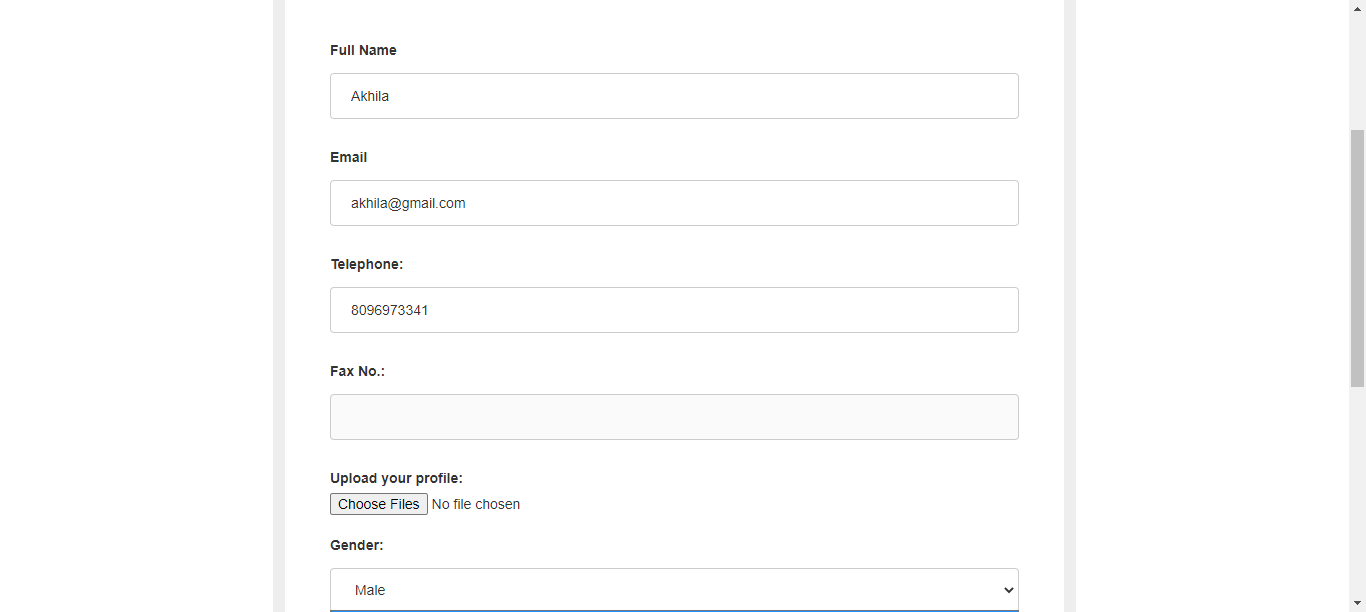 Full Name
Akhila
Email
akhila@gmail.com
Telephone:
8096973341
Fax No.:
Upload your profile:
Choose Files No file chosen
Gender:
Male